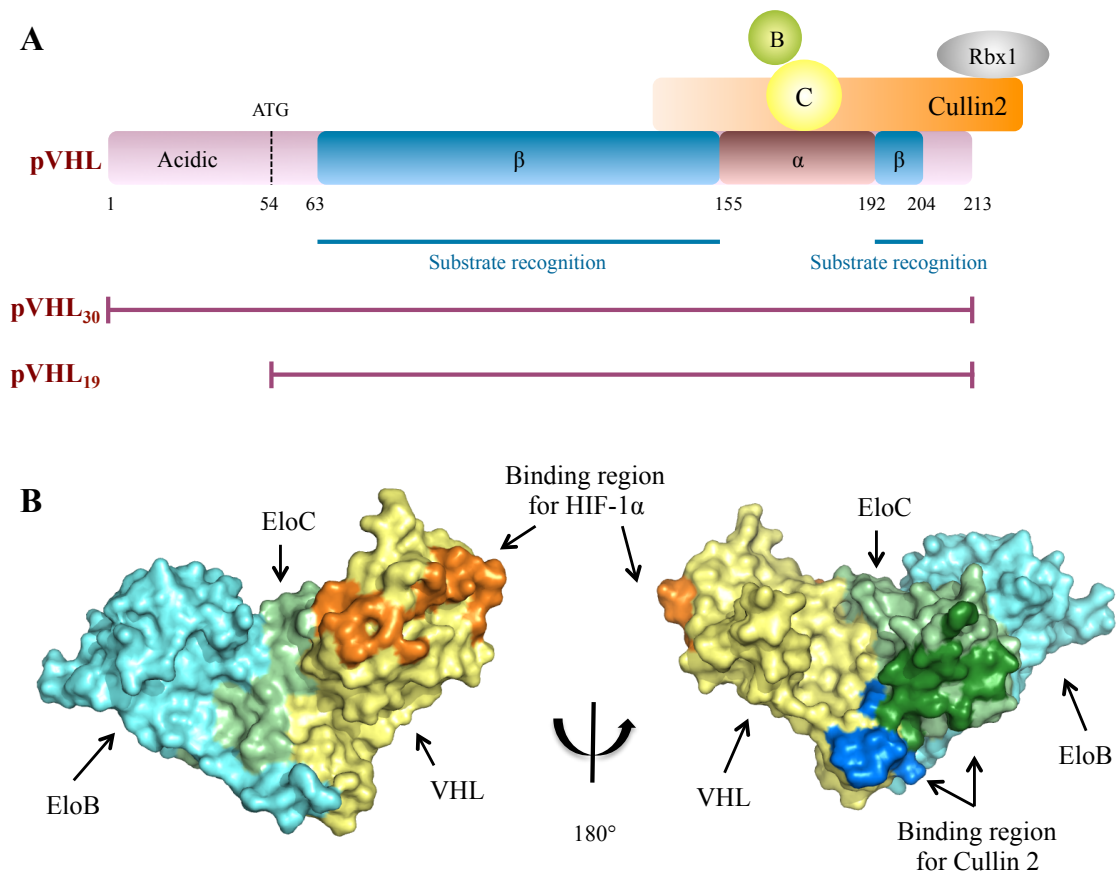 A
B
Rbx1
C
Cullin2
ATG
pVHL
Acidic
β
α
β
1
54
63
155
192
204
213
Substrate recognition
Substrate recognition
pVHL₃₀
pVHL₁₉
B
Binding region
for HIF-1α
EloC
EloC
EloB
VHL
180°
VHL
EloB
Binding region
for Cullin 2